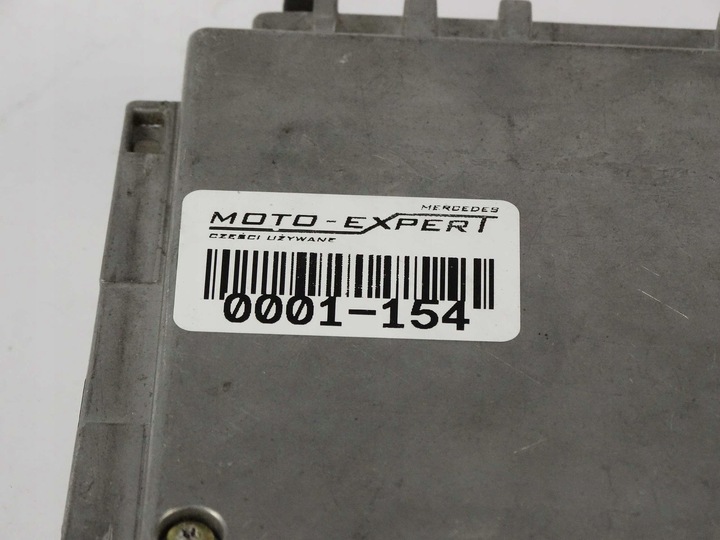 MERCEDES
MOTO-EXPERT
CZĘŚCI UŻYWANE
0001-154